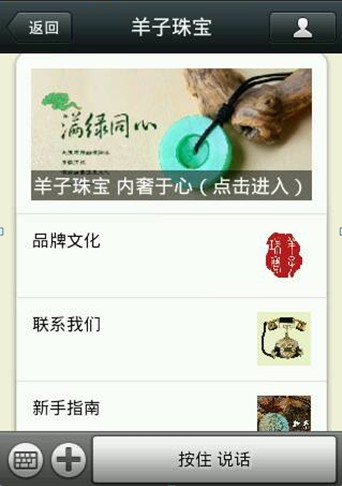 返回
羊子珠宝
满绿同心
羊子珠宝 内奢于心（点击进入）
品牌文化
联系我们
新手指南
按住 说话